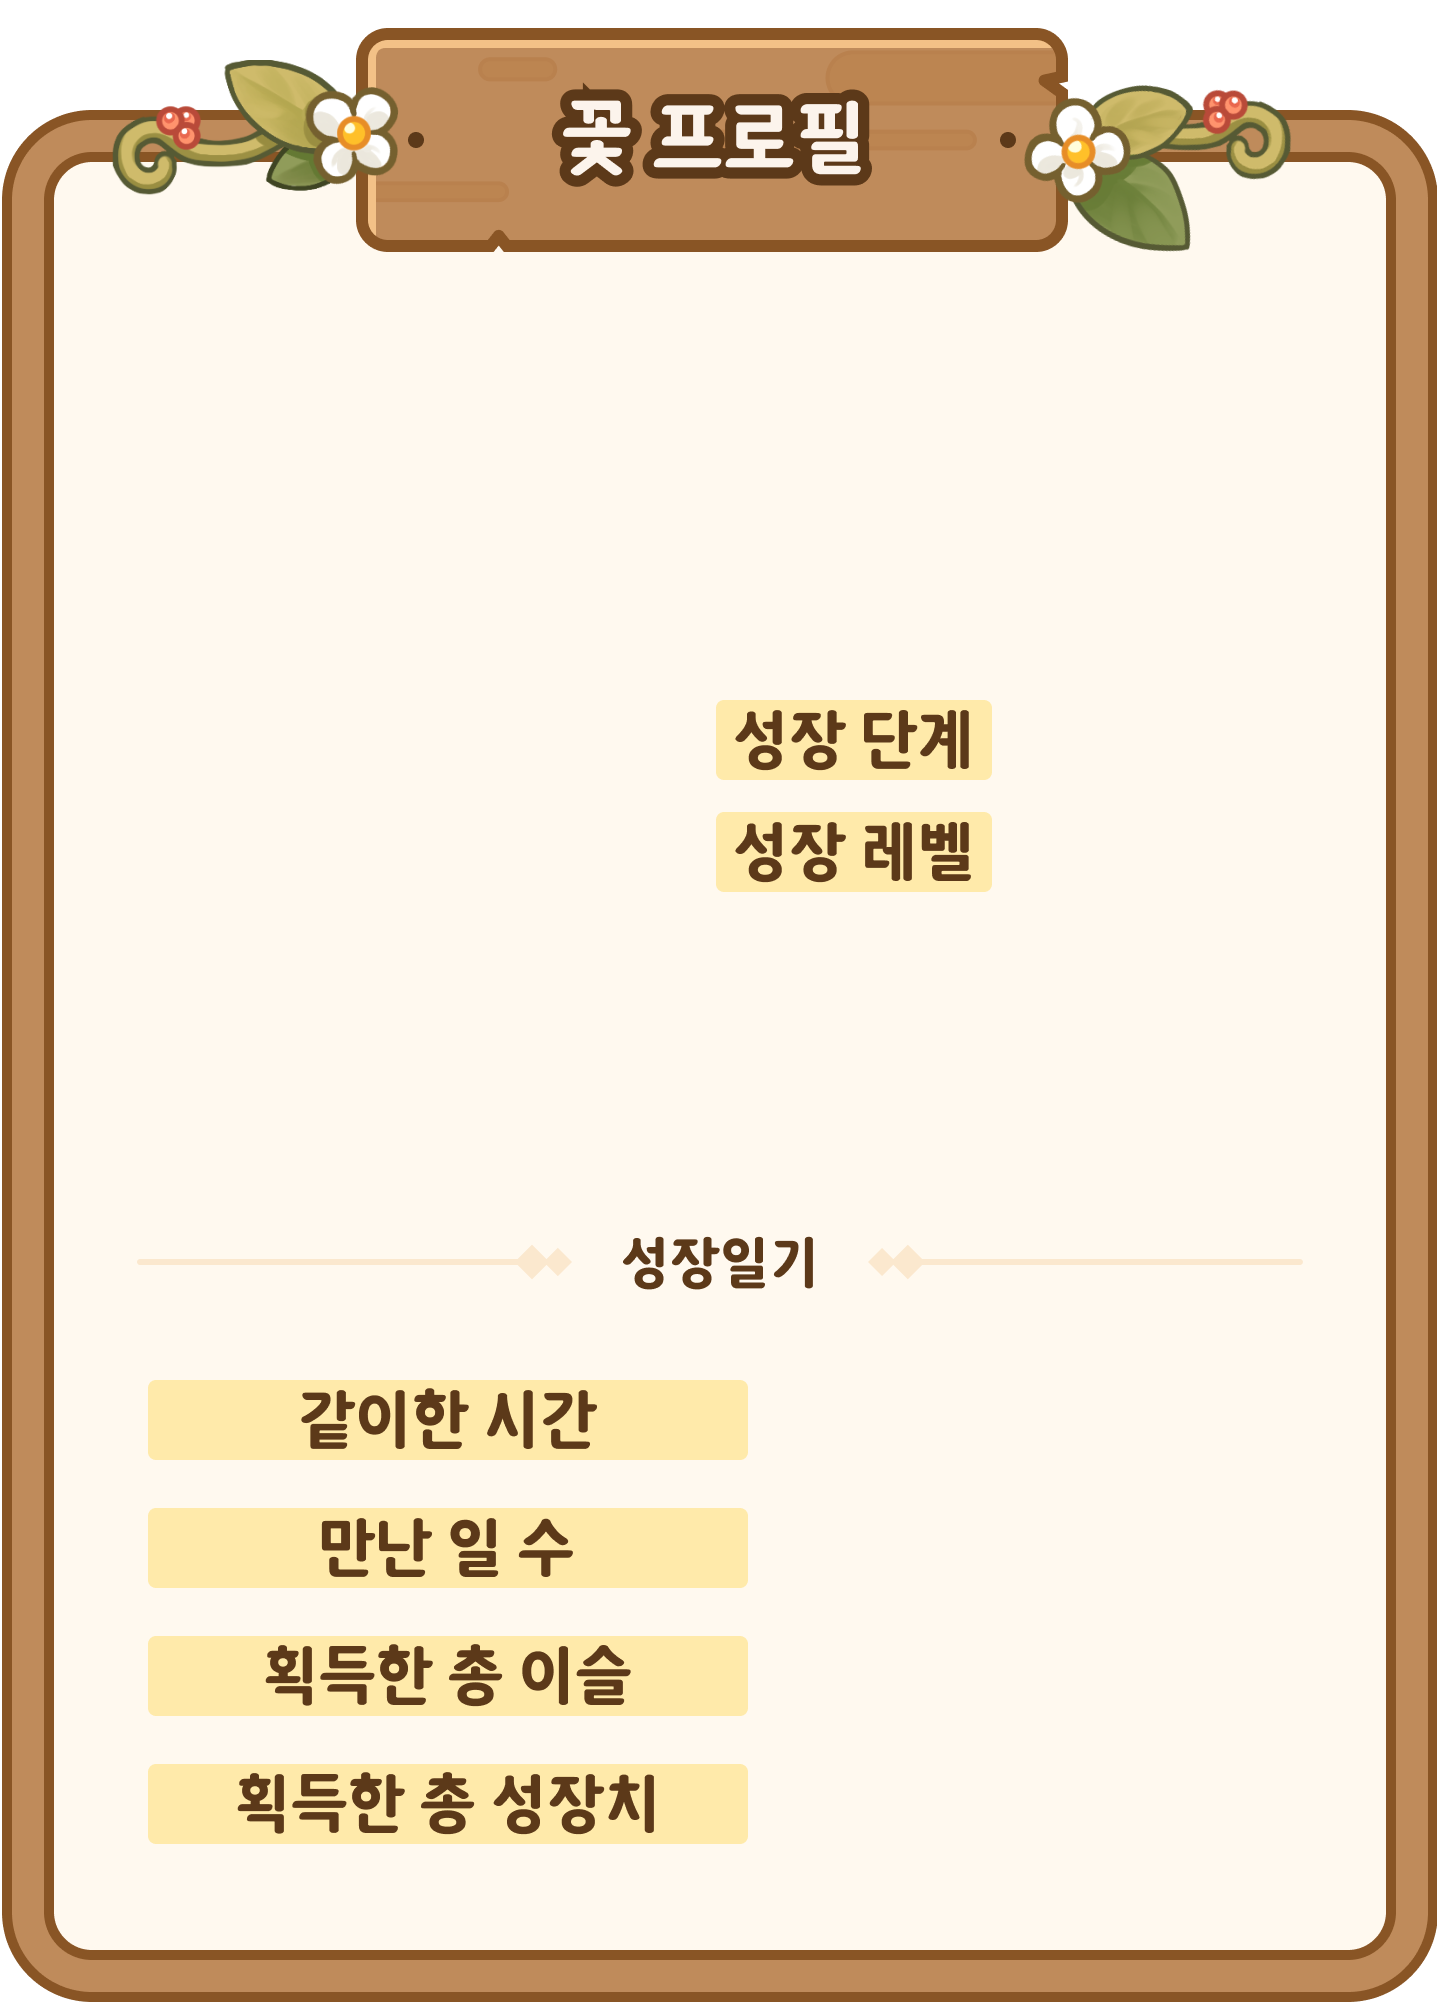 꽃 프로필
성장 단계
성장 레벨
성장일기
같이한 시간
만난 일 수
획득한 총 이슬
획득한 총 성장치